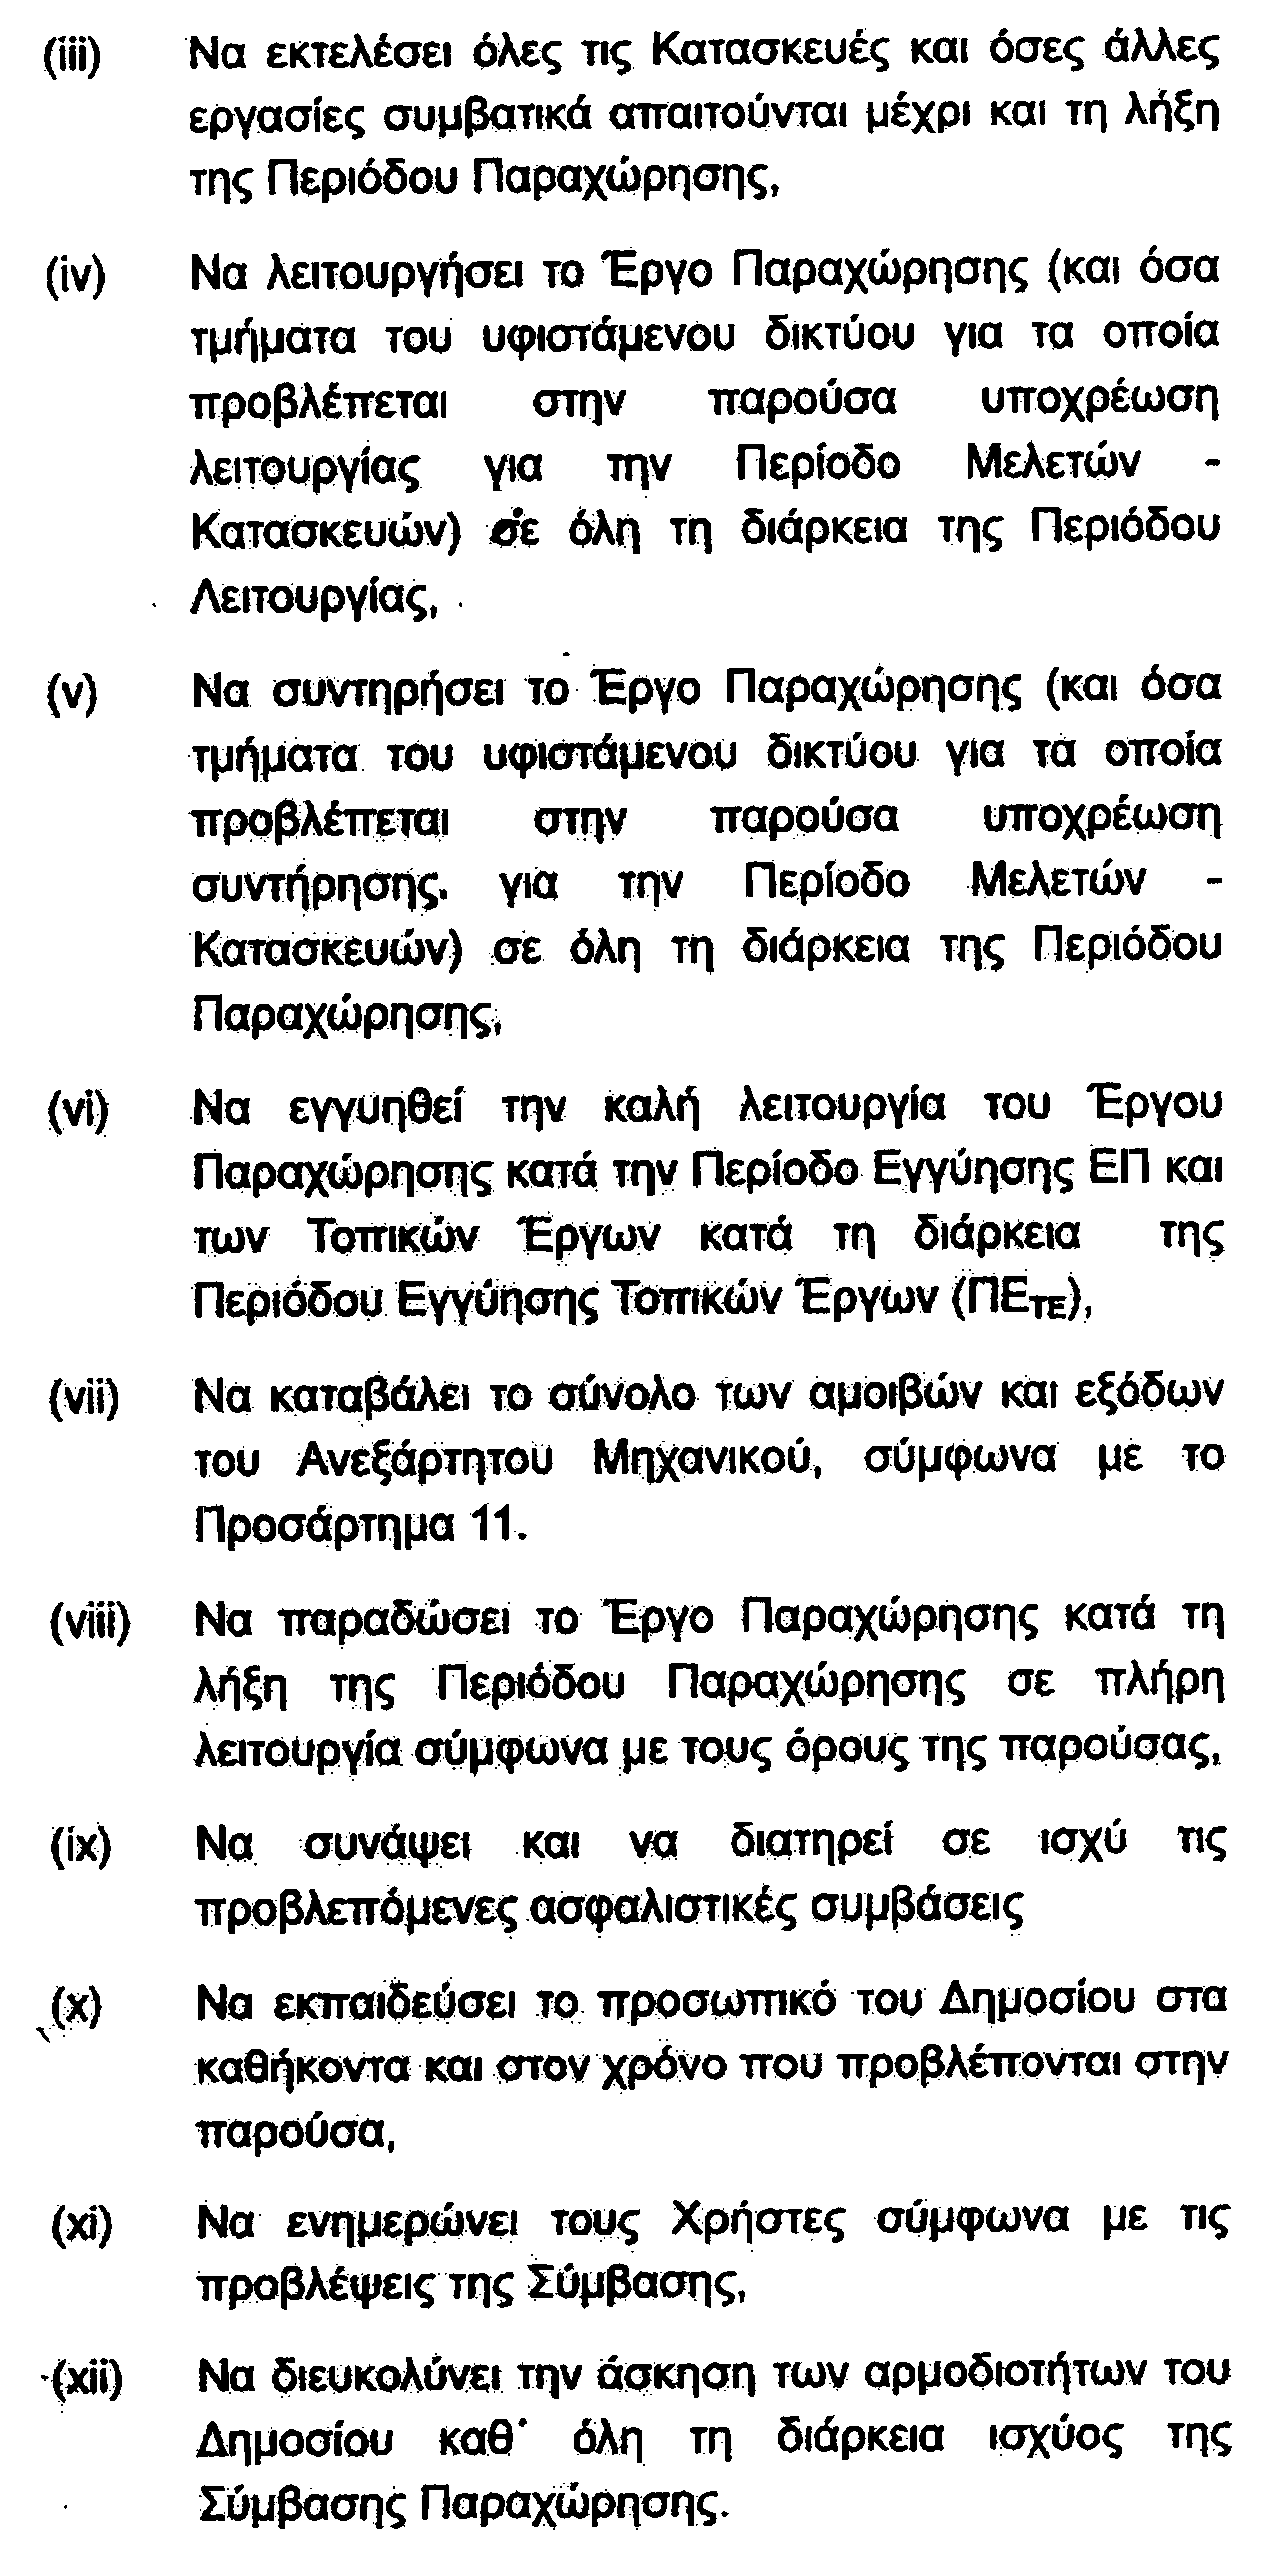 (iii) Να εκτελέσει όλες τις Κατασκευές και όσες άλλες
εργασίες συμβατικά απαιτούνται μέχρι και τη λήξη
της Περιόδου Παραχώρησης,
(iv) Να λειτουργήσει το Έργο Παραχώρησης (και όσα
τμήματα του υφιστάμενου δικτύου για τα οποία
προβλέπεται στην παρούσα υποχρέωση
λειτουργίας για την Περίοδο Μελετών -
Κατασκευών) σε όλη τη διάρκεια της Περιόδου
Λειτουργίας,
(v) Να συντηρήσει το Έργο Παραχώρησης (και όσα
τμήματα του υφιστάμενου δικτύου για τα οποία
προβλέπεται στην παρούσα υποχρέωση
συντήρησης. για την Περίοδο Μελετών -
Κατασκευών) σε όλη τη διάρκεια της Περιόδου
Παραχώρησης,
(vi) Να εγγυηθεί την καλή λειτουργία του Έργου
Παραχώρησης κατά την Περίοδο Εγγύησης ΕΠ και
των Τοπικών Έργων κατά τη διάρκεια της
Περιόδου Εγγύησης Τοπικών Έργων (ΠΕΤΕ),
(vii) Να καταβάλει το σύνολο των αμοιβών και εξόδων
του Ανεξάρτητου Μηχανικού, σύμφωνα με το
Προσάρτημα 11.
(viii) Να παραδώσει το Έργο Παραχώρησης κατά τη
λήξη της Περιόδου Παραχώρησης σε πλήρη
λειτουργία σύμφωνα με τους όρους της παρούσας,
(ix) Να συνάψει και να διατηρεί σε ισχύ τις
προβλεπόμενες ασφαλιστικές συμβάσεις
(x) Να εκπαιδεύσει το προσωπικό του Δημοσίου στα
καθήκοντα και στον χρόνο που προβλέπονται στην
παρούσα,
(xi) Να ενημερώνει τους Χρήστες σύμφωνα με τις
προβλέψεις της Σύμβασης,
(xii) Να διευκολύνει την άσκηση των αρμοδιοτήτων του
Δημοσίου καθ' όλη τη διάρκεια ισχύος της
Σύμβασης Παραχώρησης.